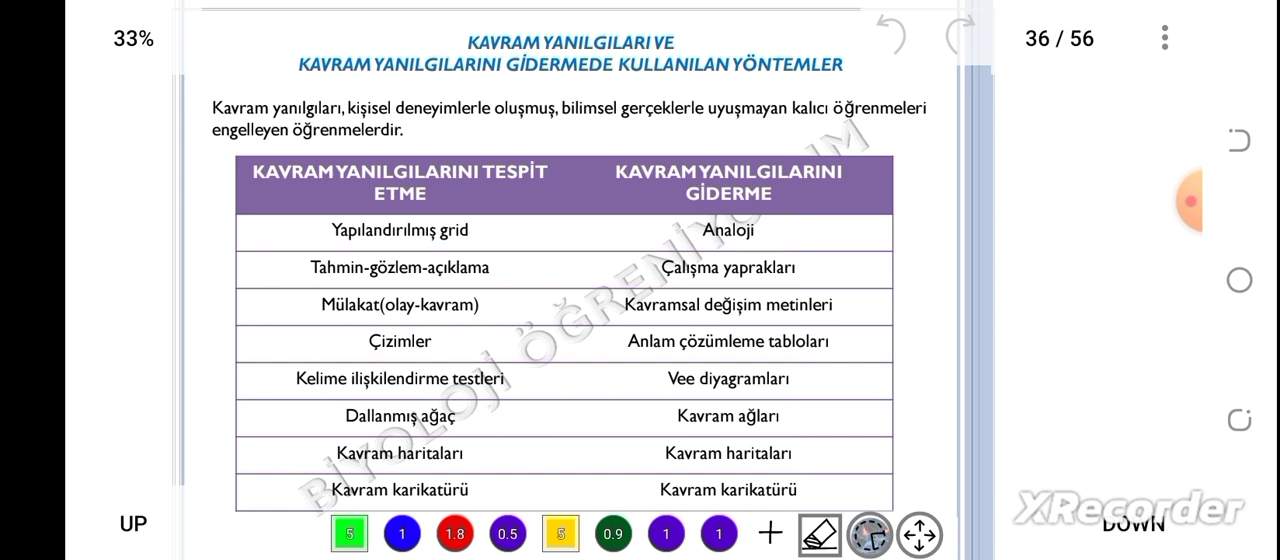 33%
36 / 56
KAVRAM YANILGILARI VE
KAVRAM YANILGILARINI GİDERMEDE KULLANILAN YÖNTEMLER
Kavram yanılgıları, kişisel deneyimlerle oluşmuş, bilimsel gerçeklerle uyuşmayan kalıcı öğrenmeleri
engelleyen öğrenmelerdir.
KAVRAM YANILGILARINI TESPİT
ETME
KAVRAM YANILGILARINI
GİDERME
Yapılandırılmış grid
Analoji
Tahmin-gözlem-açıklama
Çalışma yaprakları
Mülakat(olay-kavram)
Kavramsal değişim metinleri
Çizimler
Anlam çözümleme tabloları
Kelime ilişkilendirme testleri
Vee diyagramları
Dallanmış ağaç
Kavram ağları
Kavram haritaları
Kavram haritaları
Kavram karikatürü
Kavram karikatürü
BİYOLOJİ ÖĞRENİYORUM
UP
5
1
1.8
0.5
5
0.9
1
1
DOWN
XRecorder